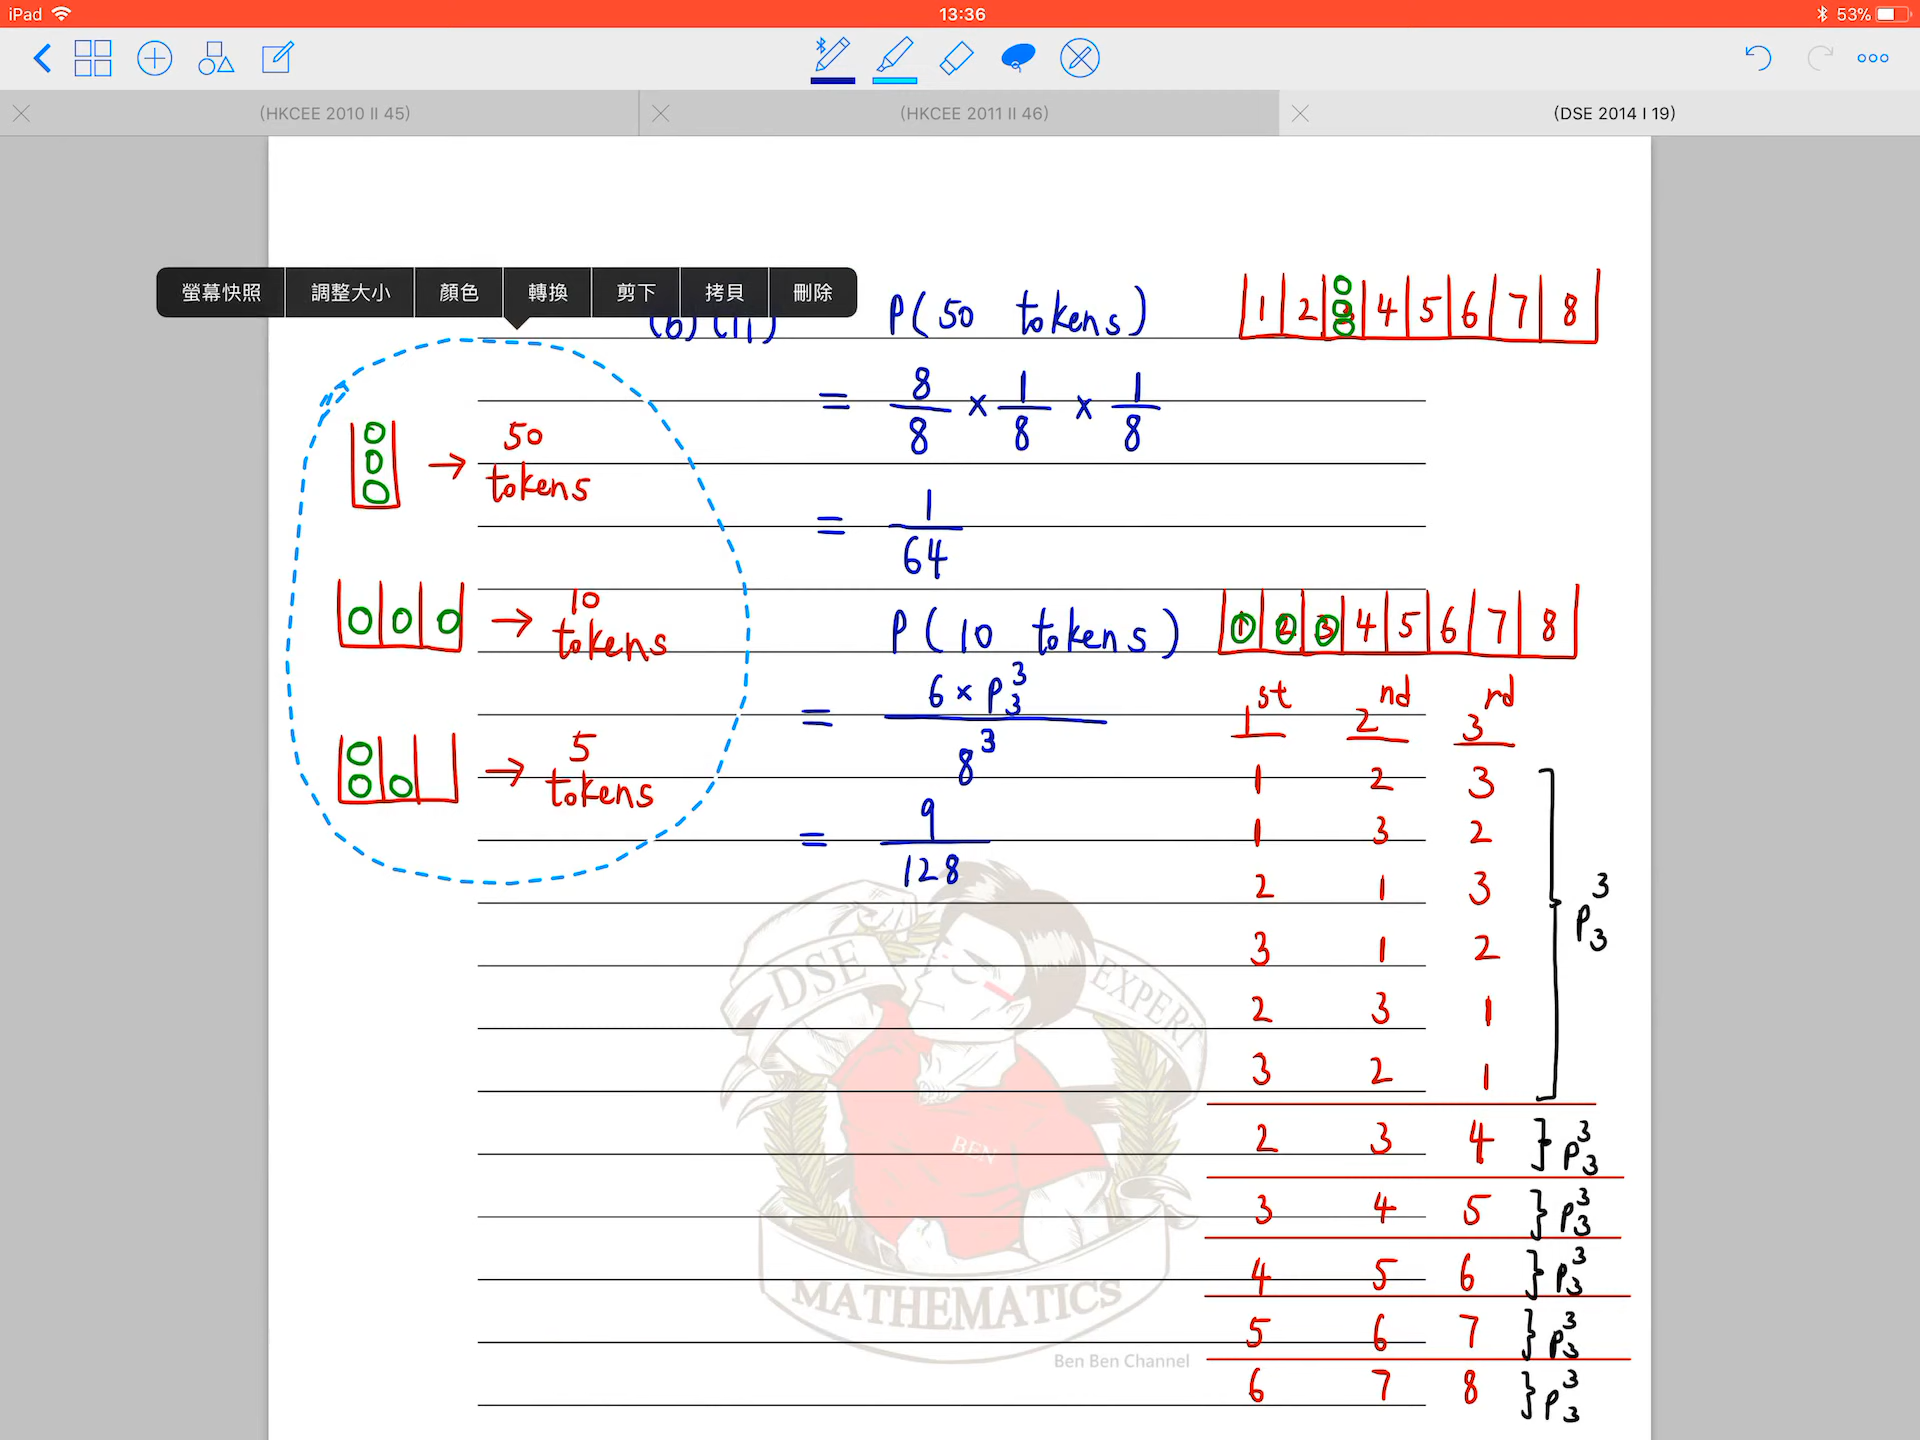 iPad 13:36 53%
(HKCEE 2010 II 45) (HKCEE 2011 II 46) (DSE 2014 I 19)
螢幕快照 調整大小 顏色 轉換 剪下 拷貝 刪除
(b)(ii) P(50 tokens)
1 2 3 4 5 6 7 8
= 8/8 × 1/8 × 1/8
= 1/64
→ 50 tokens
→ 10 tokens
→ 5 tokens
P(10 tokens)
1 2 3 4 5 6 7 8
= 6 × P₃³ / 8³
= 9/128
1st 2nd 3rd
1 2 3
1 3 2
2 1 3
3 1 2
2 3 1
3 2 1
} P₃³
2 3 4 } P₃³
3 4 5 } P₃³
4 5 6 } P₃³
5 6 7 } P₃³
6 7 8 } P₃³
DSE EXPERT
BEN
MATHEMATICS
Ben Ben Channel